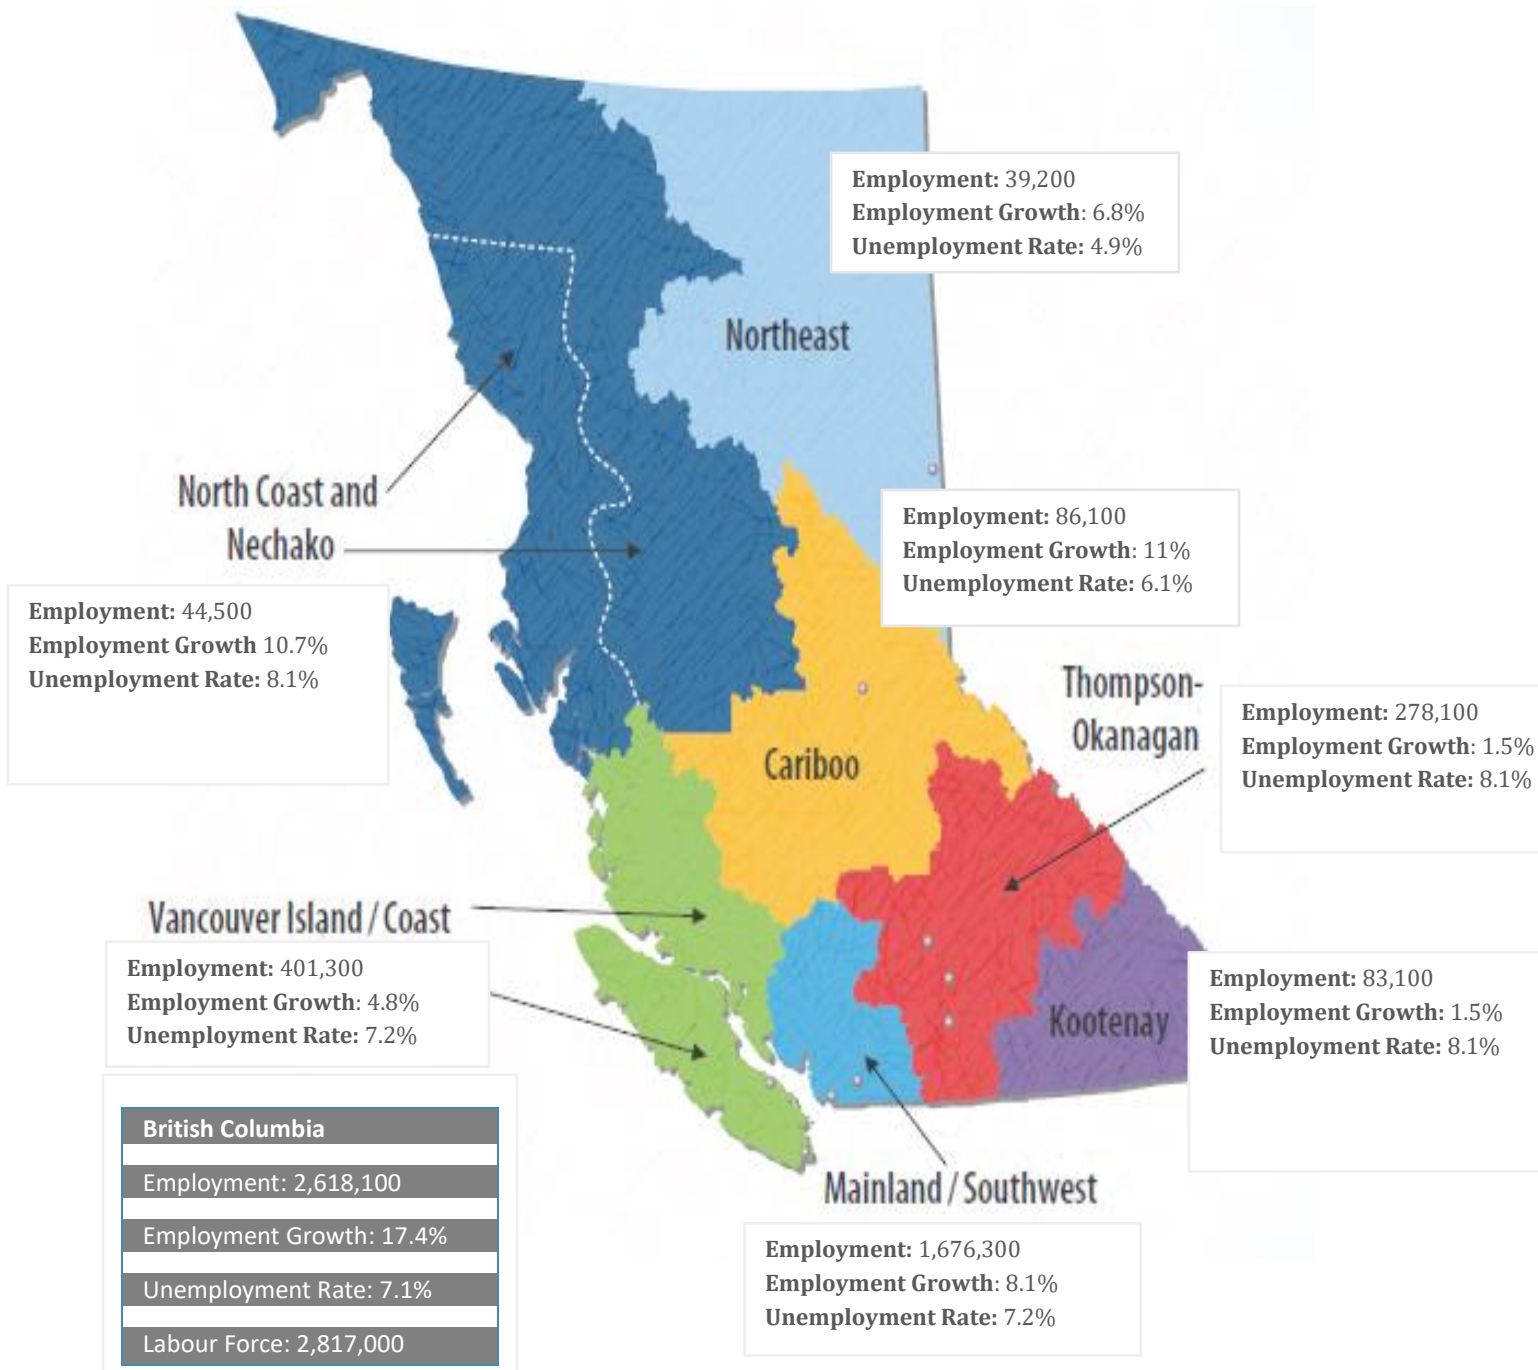 Employment: 39,200
Employment Growth: 6.8%
Unemployment Rate: 4.9%
Northeast
North Coast and
Nechako
Employment: 86,100
Employment Growth: 11%
Unemployment Rate: 6.1%
Employment: 44,500
Employment Growth 10.7%
Unemployment Rate: 8.1%
Thompson-
Okanagan
Employment: 278,100
Employment Growth: 1.5%
Unemployment Rate: 8.1%
Cariboo
Vancouver Island / Coast
Employment: 401,300
Employment Growth: 4.8%
Unemployment Rate: 7.2%
Kootenay
Employment: 83,100
Employment Growth: 1.5%
Unemployment Rate: 8.1%
British Columbia
Employment: 2,618,100
Employment Growth: 17.4%
Unemployment Rate: 7.1%
Labour Force: 2,817,000
Mainland / Southwest
Employment: 1,676,300
Employment Growth: 8.1%
Unemployment Rate: 7.2%